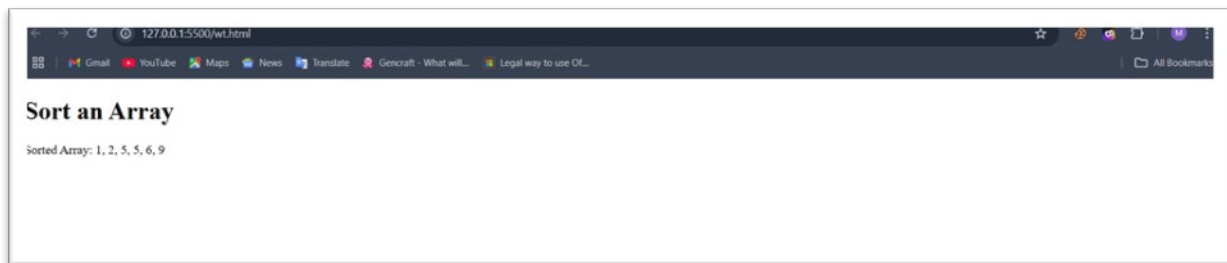 127.0.0.1:5500/wt.html
M
Gmail YouTube Maps News Translate Gencraft - What will... Legal way to use Of... All Bookmarks
Sort an Array
Sorted Array: 1, 2, 5, 5, 6, 9